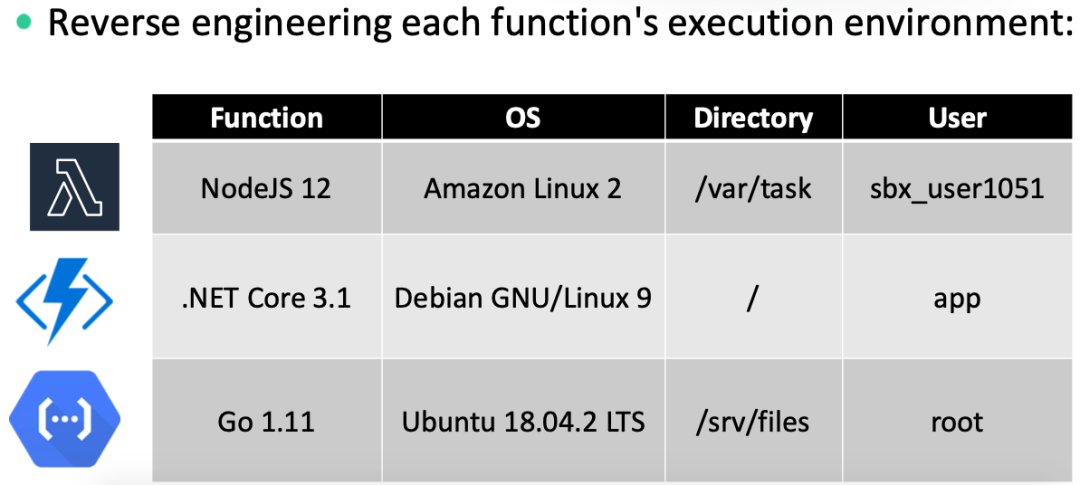 • Reverse engineering each function's execution environment:
Function OS Directory User
NodeJS 12 Amazon Linux 2 /var/task sbx_user1051
.NET Core 3.1 Debian GNU/Linux 9 / app
Go 1.11 Ubuntu 18.04.2 LTS /srv/files root